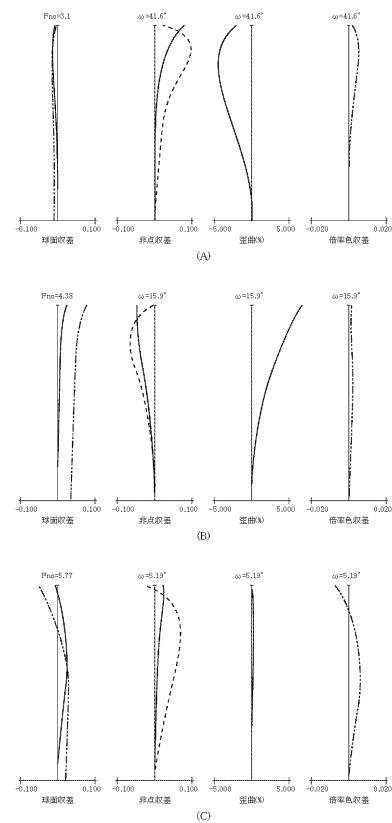 Fno=3.1 ω=41.6° ω=41.6° ω=41.6°
-0.100 0.100 -0.100 0.100 -5.000 5.000 -0.020 0.020
球面収差 非点収差 歪曲(%) 倍率色収差
(A)
Fno=4.38 ω=15.9° ω=15.9° ω=15.9°
-0.100 0.100 -0.100 0.100 -5.000 5.000 -0.020 0.020
球面収差 非点収差 歪曲(%) 倍率色収差
(B)
Fno=5.77 ω=5.19° ω=5.19° ω=5.19°
-0.100 0.100 -0.100 0.100 -5.000 5.000 -0.020 0.020
球面収差 非点収差 歪曲(%) 倍率色収差
(C)